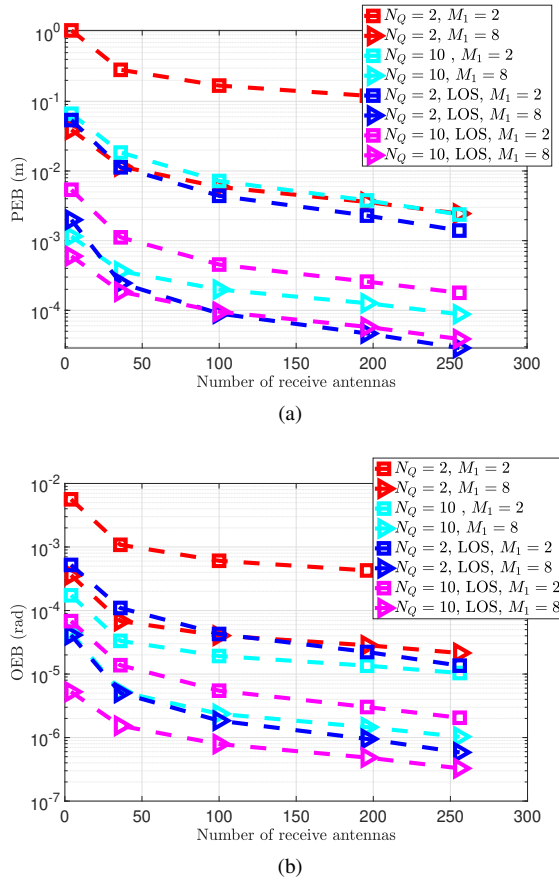 N_Q = 2, M_1 = 2
N_Q = 2, M_1 = 8
N_Q = 10 , M_1 = 2
N_Q = 10, M_1 = 8
N_Q = 2, LOS, M_1 = 2
N_Q = 2, LOS, M_1 = 8
N_Q = 10, LOS, M_1 = 2
N_Q = 10, LOS, M_1 = 8
PEB (m)
10^0
10^-1
10^-2
10^-3
10^-4
0 50 100 150 200 250 300
Number of receive antennas
(a)
N_Q = 2, M_1 = 2
N_Q = 2, M_1 = 8
N_Q = 10 , M_1 = 2
N_Q = 10, M_1 = 8
N_Q = 2, LOS, M_1 = 2
N_Q = 2, LOS, M_1 = 8
N_Q = 10, LOS, M_1 = 2
N_Q = 10, LOS, M_1 = 8
OEB (rad)
10^-2
10^-3
10^-4
10^-5
10^-6
10^-7
0 50 100 150 200 250 300
Number of receive antennas
(b)